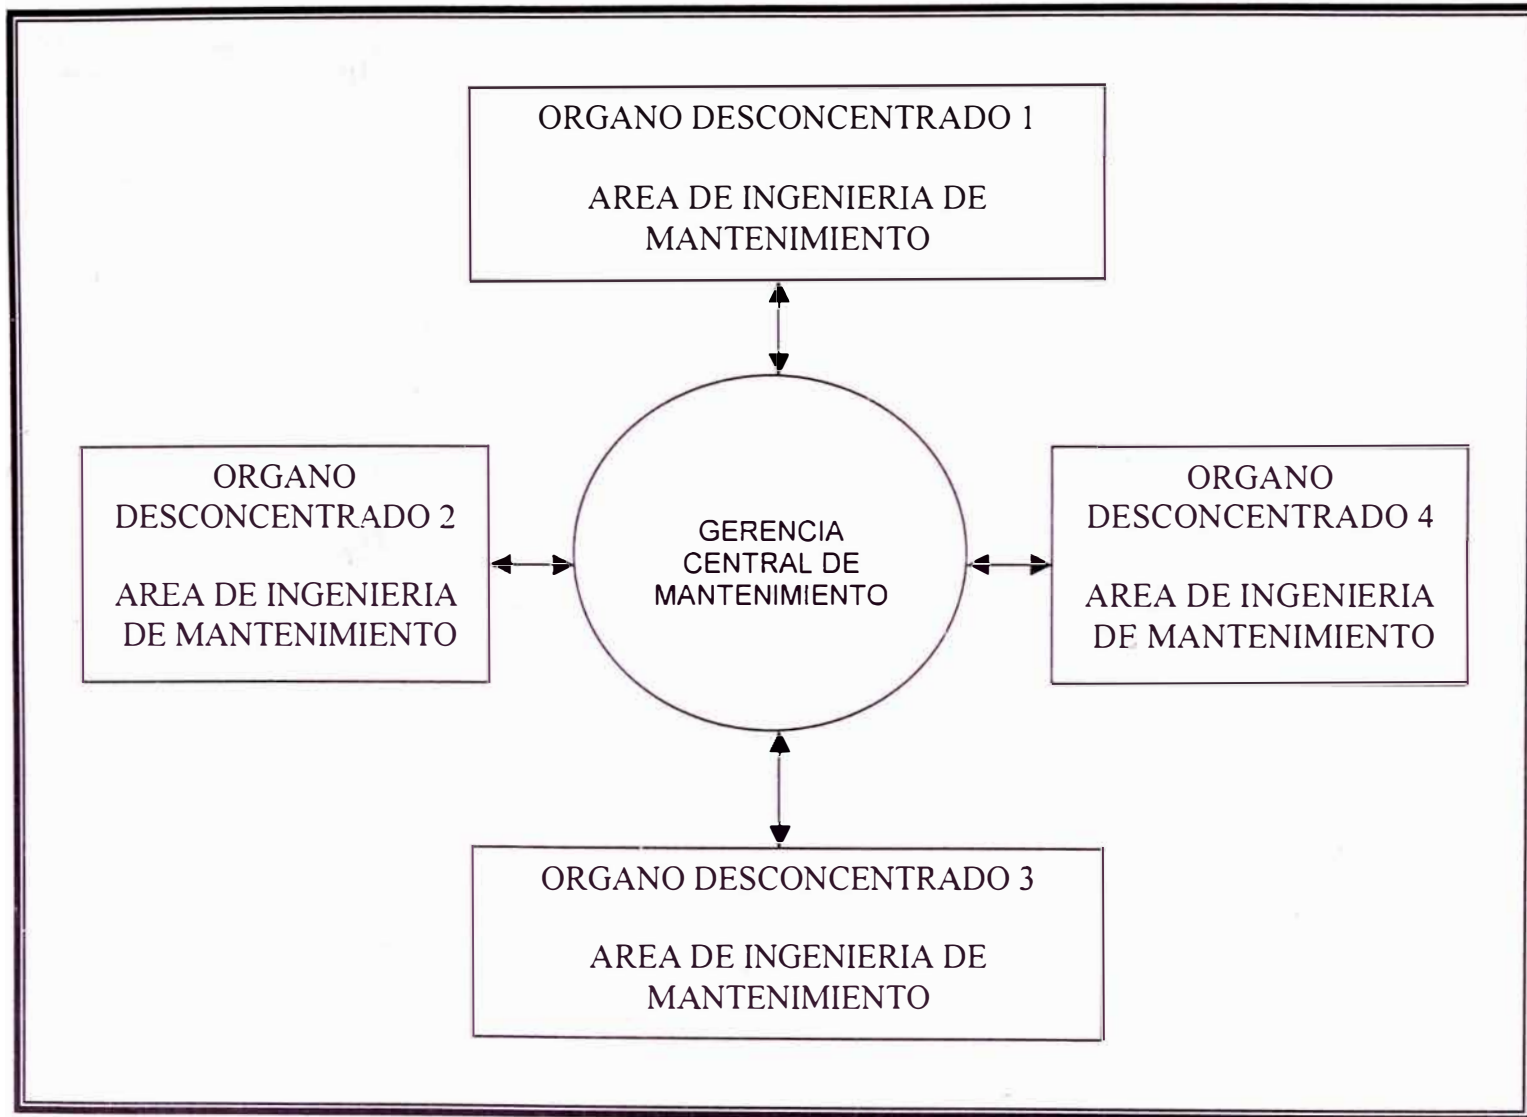 ORGANO DESCONCENTRADO 1
AREA DE INGENIERIA DE
MANTENIMIENTO
ORGANO
DESCONCENTRADO 2
AREA DE INGENIERIA
DE MANTENIMIENTO
GERENCIA
CENTRAL DE
MANTENIMIENTO
ORGANO
DESCONCENTRADO 4
AREA DE INGENIERIA
DE MANTENIMIENTO
ORGANO DESCONCENTRADO 3
AREA DE INGENIERIA DE
MANTENIMIENTO